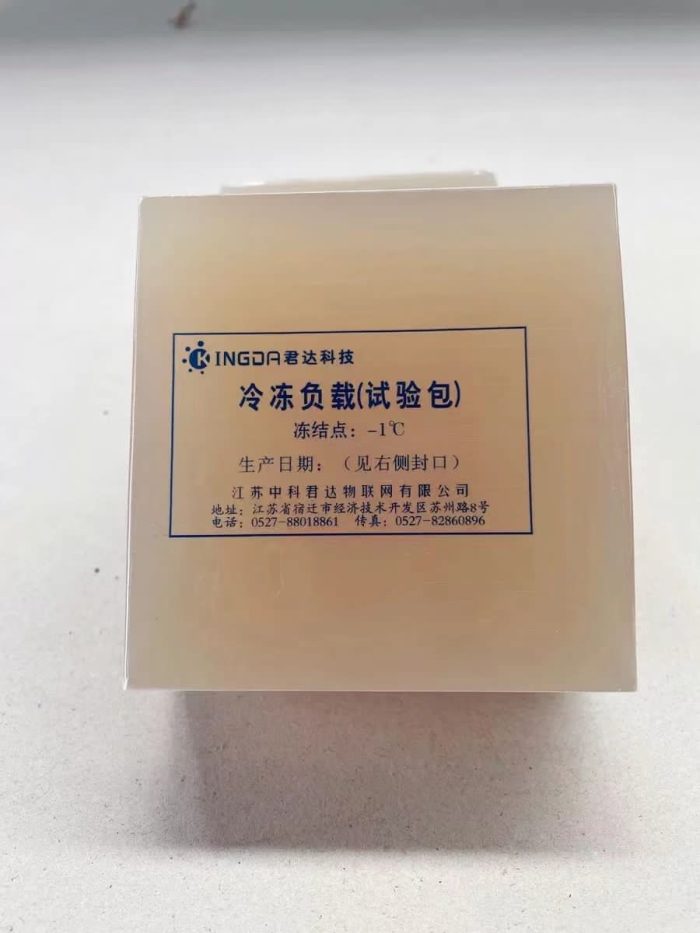 KINGDA君达科技
冷冻负载(试验包)
冻结点：-1℃
生产日期：（见右侧封口）
江苏中科君达物联网有限公司
地址：江苏省宿迁市经济技术开发区苏州路8号
电话：0527-88018861 传真：0527-82860896